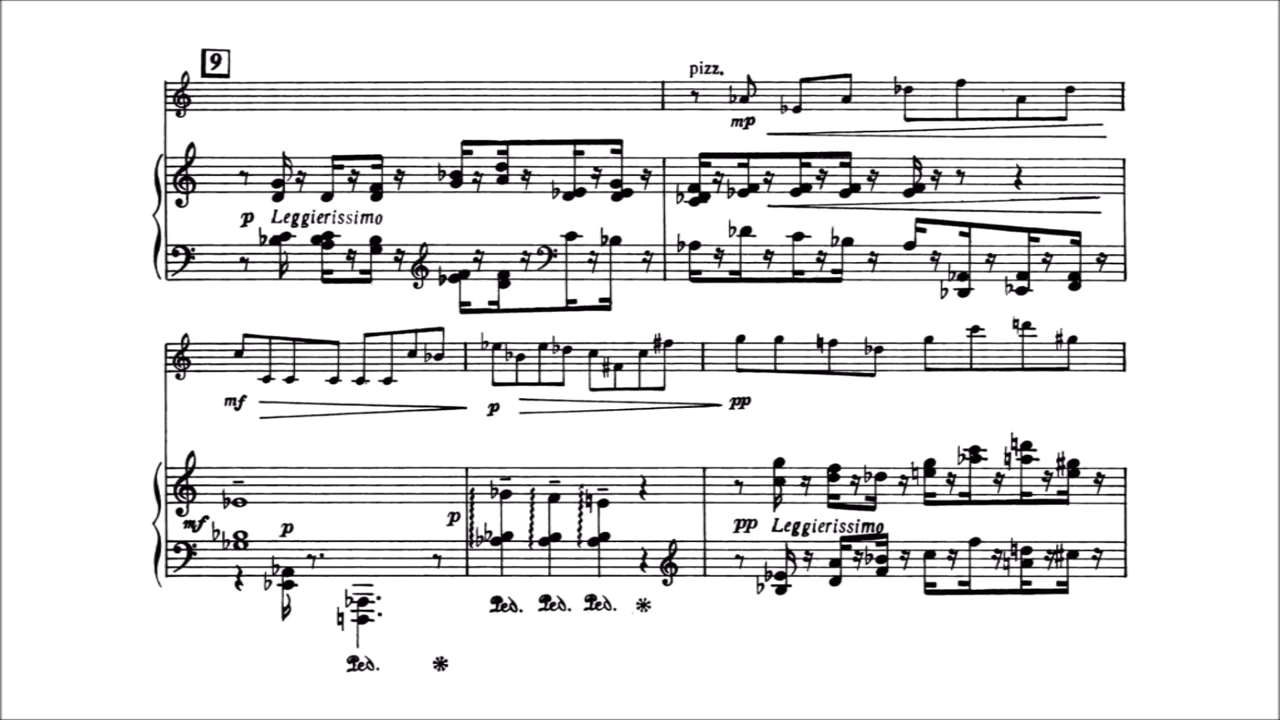 9
pizz.
mp
p Leggierissimo
mf p pp
mf p p pp Leggierissimo
Ped. Ped. Ped.
Ped.